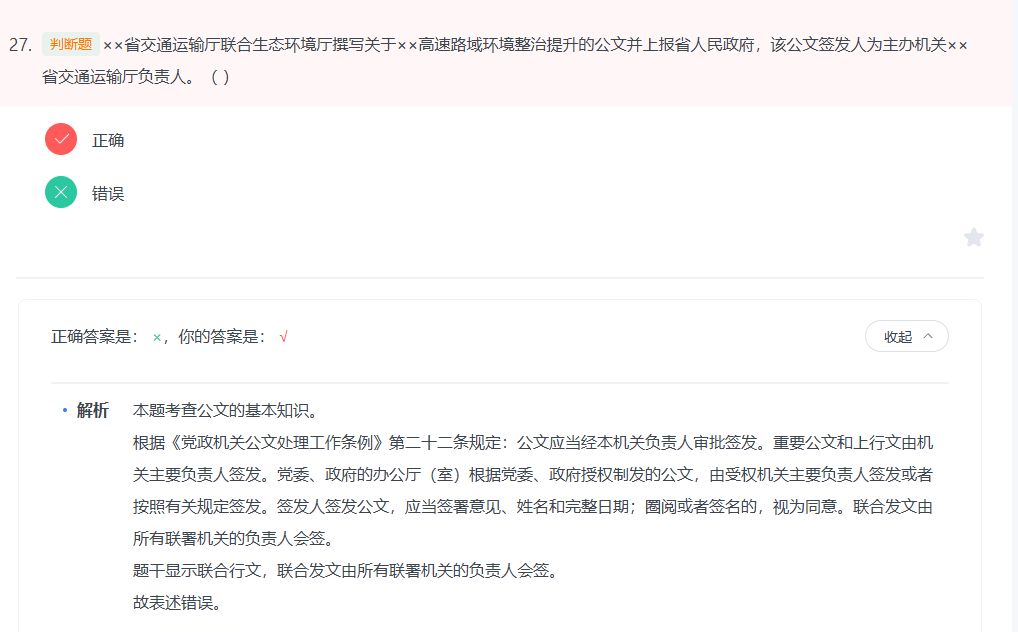 27. 判断题 ××省交通运输厅联合生态环境厅撰写关于××高速路域环境整治提升的公文并上报省人民政府，该公文签发人为主办机关××
省交通运输厅负责人。（ ）
正确
错误
正确答案是： ×，你的答案是： √
收起
• 解析 本题考查公文的基本知识。
根据《党政机关公文处理工作条例》第二十二条规定：公文应当经本机关负责人审批签发。重要公文和上行文由机
关主要负责人签发。党委、政府的办公厅（室）根据党委、政府授权制发的公文，由受权机关主要负责人签发或者
按照有关规定签发。签发人签发公文，应当签署意见、姓名和完整日期；圈阅或者签名的，视为同意。联合发文由
所有联署机关的负责人会签。
题干显示联合行文，联合发文由所有联署机关的负责人会签。
故表述错误。